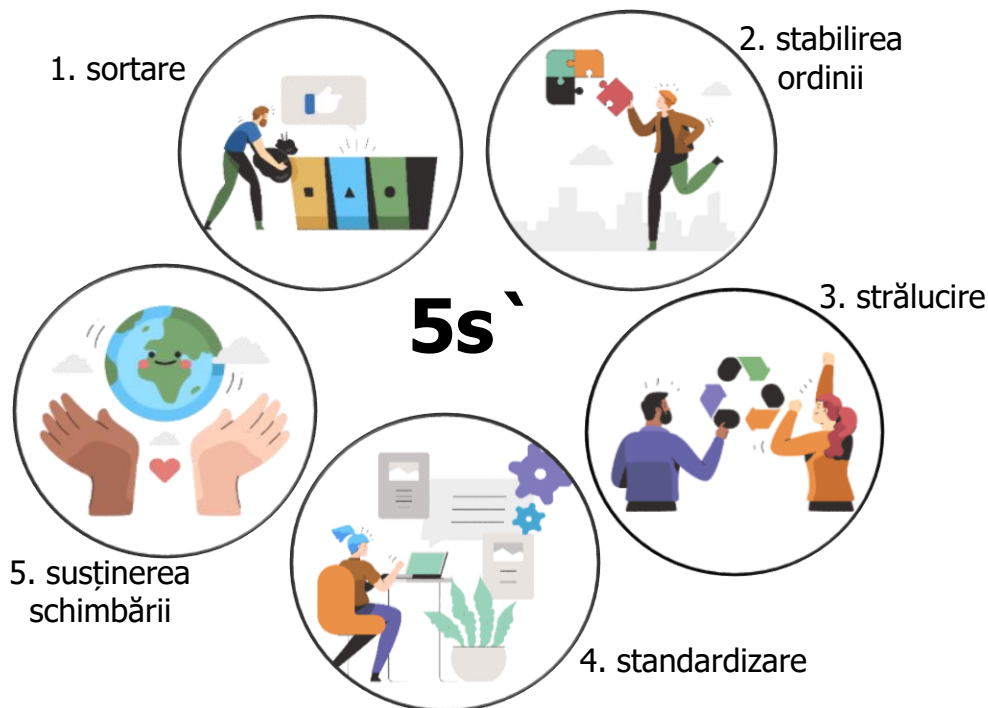 1. sortare
2. stabilirea
ordinii
5s`
3. strălucire
4. standardizare
5. susținerea
schimbării